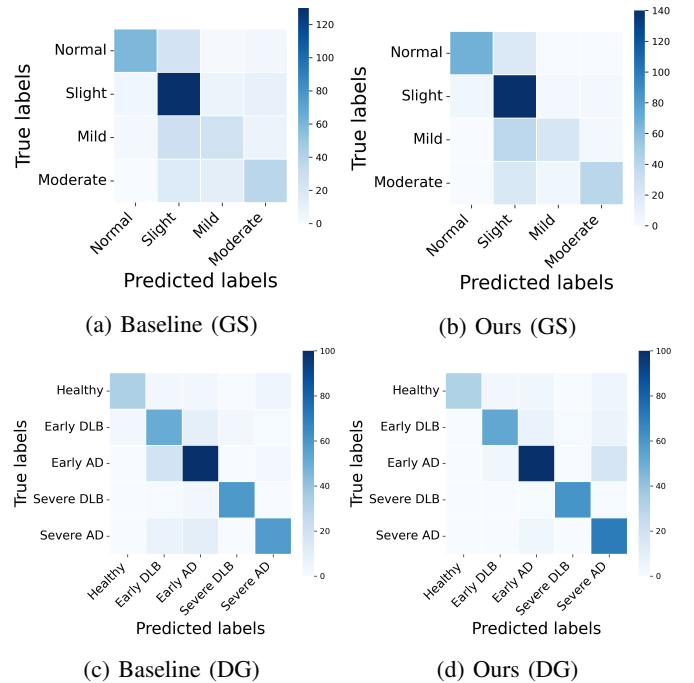 120
100
80
60
40
20
0
True labels
Normal
Slight
Mild
Moderate
Normal
Slight
Mild
Moderate
Predicted labels
(a) Baseline (GS)
140
120
100
80
60
40
20
0
True labels
Normal
Slight
Mild
Moderate
Normal
Slight
Mild
Moderate
Predicted labels
(b) Ours (GS)
100
80
60
40
20
0
True labels
Healthy
Early DLB
Early AD
Severe DLB
Severe AD
Healthy
Early DLB
Early AD
Severe DLB
Severe AD
Predicted labels
(c) Baseline (DG)
100
80
60
40
20
0
True labels
Healthy
Early DLB
Early AD
Severe DLB
Severe AD
Healthy
Early DLB
Early AD
Severe DLB
Severe AD
Predicted labels
(d) Ours (DG)